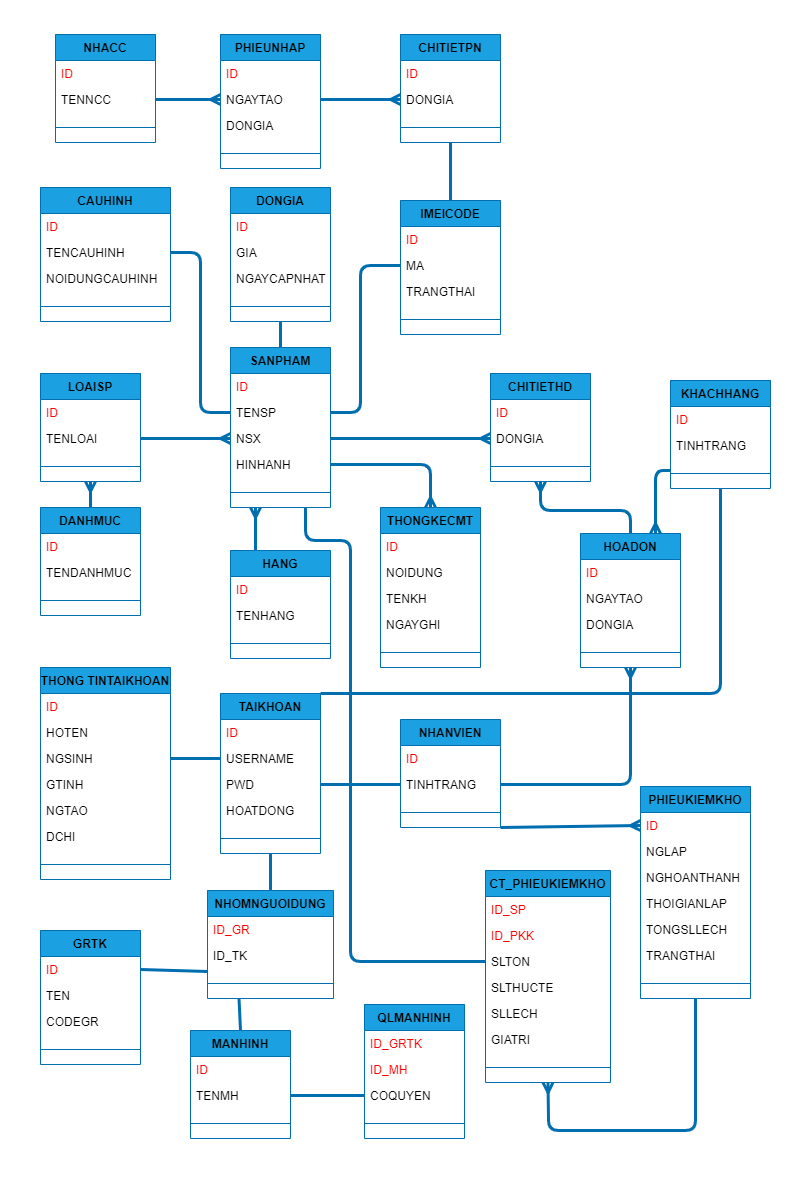 NHACC
ID
TENNCC
PHIEUNHAP
ID
NGAYTAO
DONGIA
CHITIETPN
ID
DONGIA
CAUHINH
ID
TENCAUHINH
NOIDUNGCAUHINH
DONGIA
ID
GIA
NGAYCAPNHAT
IMEICODE
ID
MA
TRANGTHAI
LOAISP
ID
TENLOAI
SANPHAM
ID
TENSP
NSX
HINHANH
CHITIETHD
ID
DONGIA
KHACHHANG
ID
TINHTRANG
DANHMUC
ID
TENDANHMUC
HANG
ID
TENHANG
THONGKECMT
ID
NOIDUNG
TENKH
NGAYGHI
HOADON
ID
NGAYTAO
DONGIA
THONG TINTAIKHOAN
ID
HOTEN
NGSINH
GTINH
NGTAO
DCHI
TAIKHOAN
ID
USERNAME
PWD
HOATDONG
NHANVIEN
ID
TINHTRANG
PHIEUKIEMKHO
ID
NGLAP
NGHOANTHANH
THOIGIANLAP
TONGSLLECH
TRANGTHAI
NHOMNGUOIDUNG
ID_GR
ID_TK
CT_PHIEUKIEMKHO
ID_SP
ID_PKK
SLTON
SLTHUCTE
SLLECH
GIATRI
GRTK
ID
TEN
CODEGR
MANHINH
ID
TENMH
QLMANHINH
ID_GRTK
ID_MH
COQUYEN